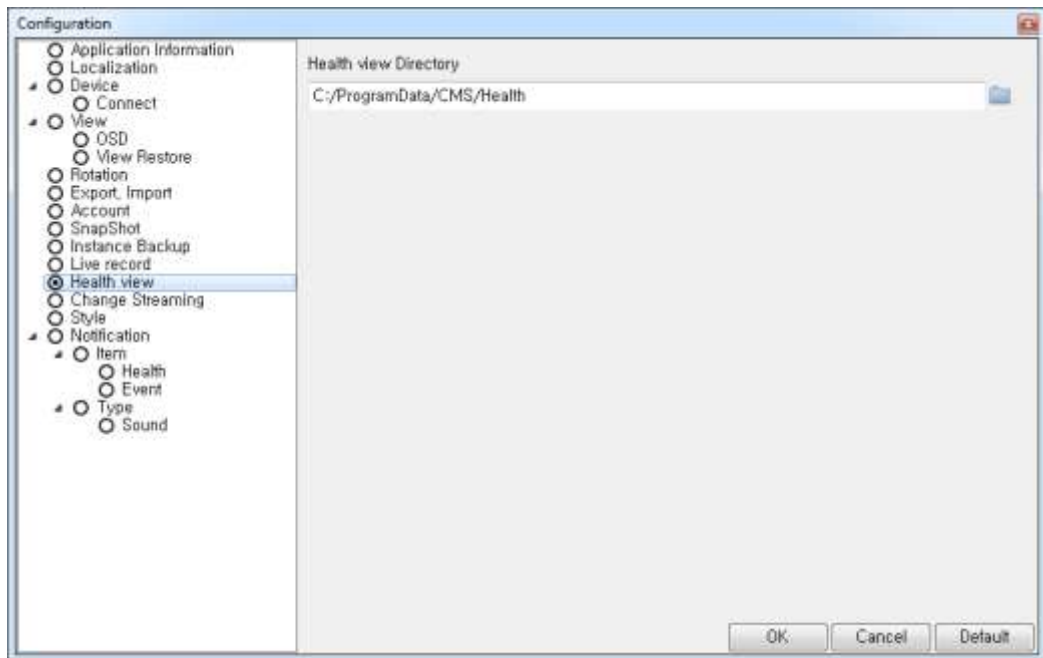 Configuration
Application Information
Localization
Device
Connect
View
OSD
View Restore
Rotation
Export, Import
Account
SnapShot
Instance Backup
Live record
Health view
Change Streaming
Style
Notification
Item
Health
Event
Type
Sound
Health view Directory
C:/ProgramData/CMS/Health
OK Cancel Default